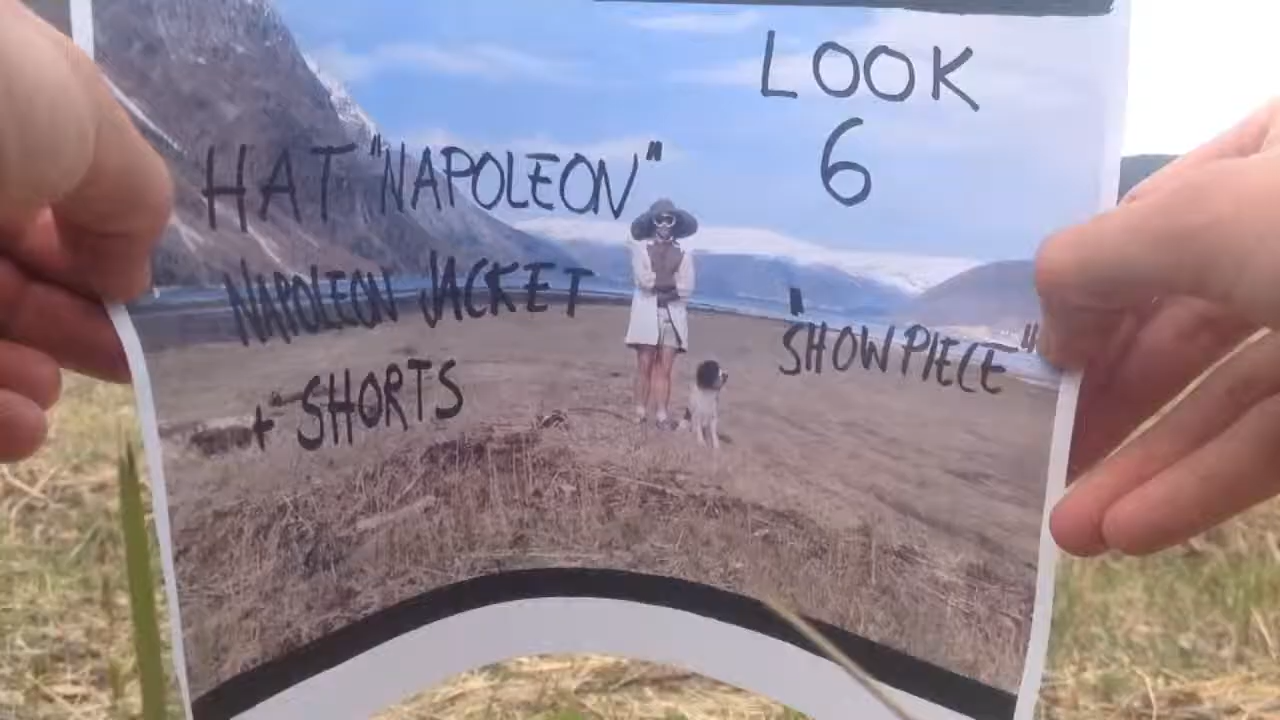 LOOK
6
HAT "NAPOLEON"
NAPOLEON JACKET
+ SHORTS
"SHOWPIECE"